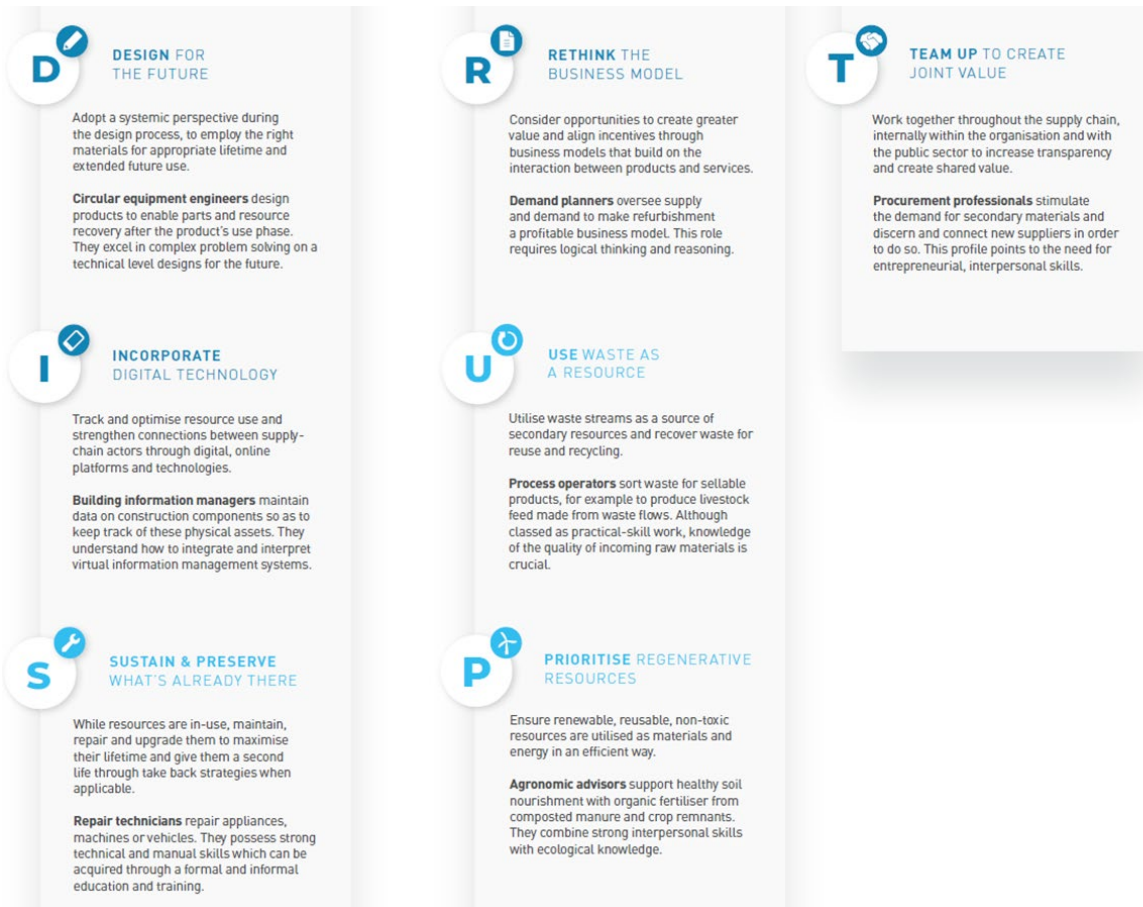 D
DESIGN FOR
THE FUTURE
Adopt a systemic perspective during
the design process, to employ the right
materials for appropriate lifetime and
extended future use.
Circular equipment engineers design
products to enable parts and resource
recovery after the product's use phase.
They excel in complex problem solving on a
technical level designs for the future.
I
INCORPORATE
DIGITAL TECHNOLOGY
Track and optimise resource use and
strengthen connections between supply-
chain actors through digital, online
platforms and technologies.
Building information managers maintain
data on construction components so as to
keep track of these physical assets. They
understand how to integrate and interpret
virtual information management systems.
S
SUSTAIN & PRESERVE
WHAT'S ALREADY THERE
While resources are in-use, maintain,
repair and upgrade them to maximise
their lifetime and give them a second
life through take back strategies when
applicable.
Repair technicians repair appliances,
machines or vehicles. They possess strong
technical and manual skills which can be
acquired through a formal and informal
education and training.
R
RETHINK THE
BUSINESS MODEL
Consider opportunities to create greater
value and align incentives through
business models that build on the
interaction between products and services.
Demand planners oversee supply
and demand to make refurbishment
a profitable business model. This role
requires logical thinking and reasoning.
U
USE WASTE AS
A RESOURCE
Utilise waste streams as a source of
secondary resources and recover waste for
reuse and recycling.
Process operators sort waste for sellable
products, for example to produce livestock
feed made from waste flows. Although
classed as practical-skill work, knowledge
of the quality of incoming raw materials is
crucial.
P
PRIORITISE REGENERATIVE
RESOURCES
Ensure renewable, reusable, non-toxic
resources are utilised as materials and
energy in an efficient way.
Agronomic advisors support healthy soil
nourishment with organic fertiliser from
composted manure and crop remnants.
They combine strong interpersonal skills
with ecological knowledge.
T
TEAM UP TO CREATE
JOINT VALUE
Work together throughout the supply chain,
internally within the organisation and with
the public sector to increase transparency
and create shared value.
Procurement professionals stimulate
the demand for secondary materials and
discern and connect new suppliers in order
to do so. This profile points to the need for
entrepreneurial, interpersonal skills.